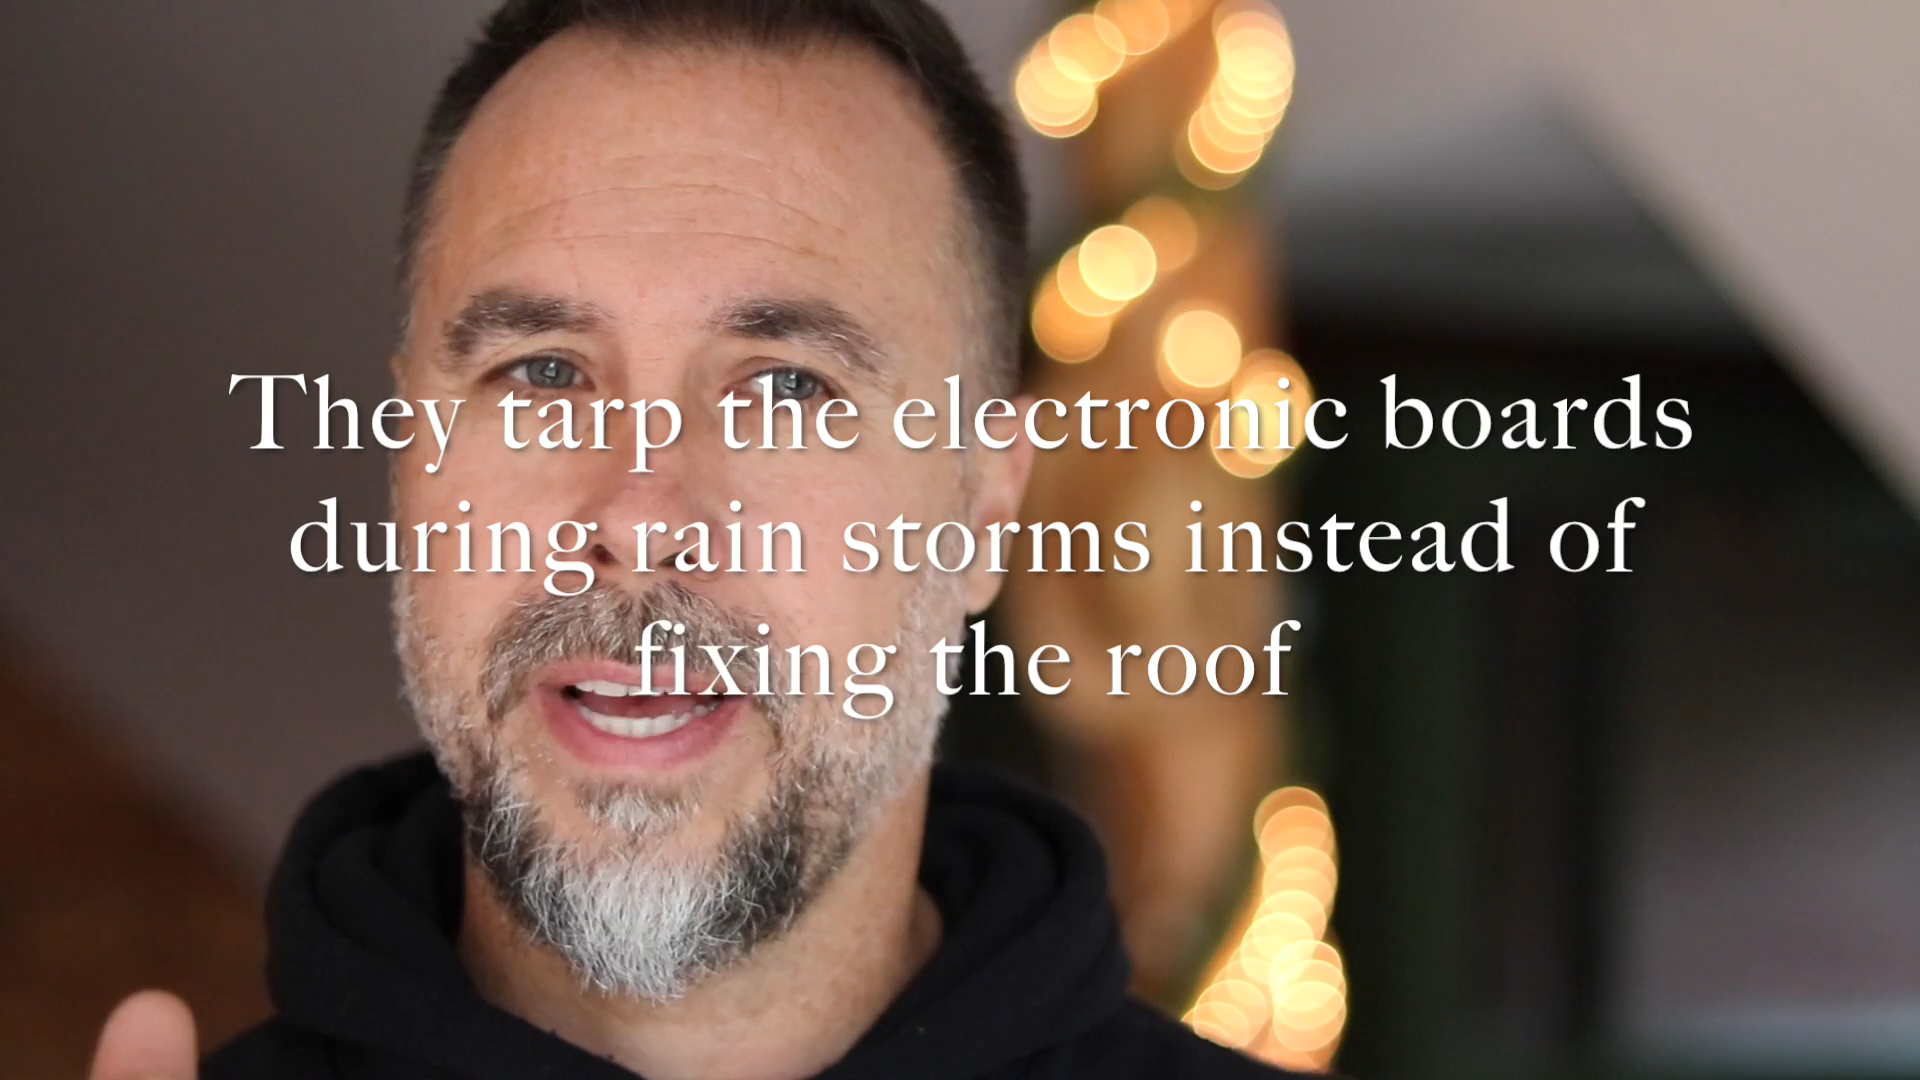 They tarp the electronic boards
during rain storms instead of
fixing the roof